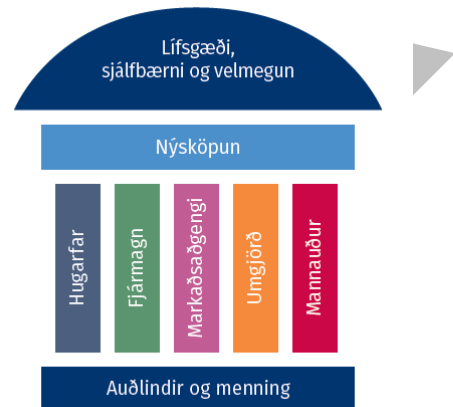 Lífsgæði,
sjálfbærni og velmegun
Nýsköpun
Hugarfar
Fjármagn
Markaðsaðgengi
Umgjörð
Mannauður
Auðlindir og menning